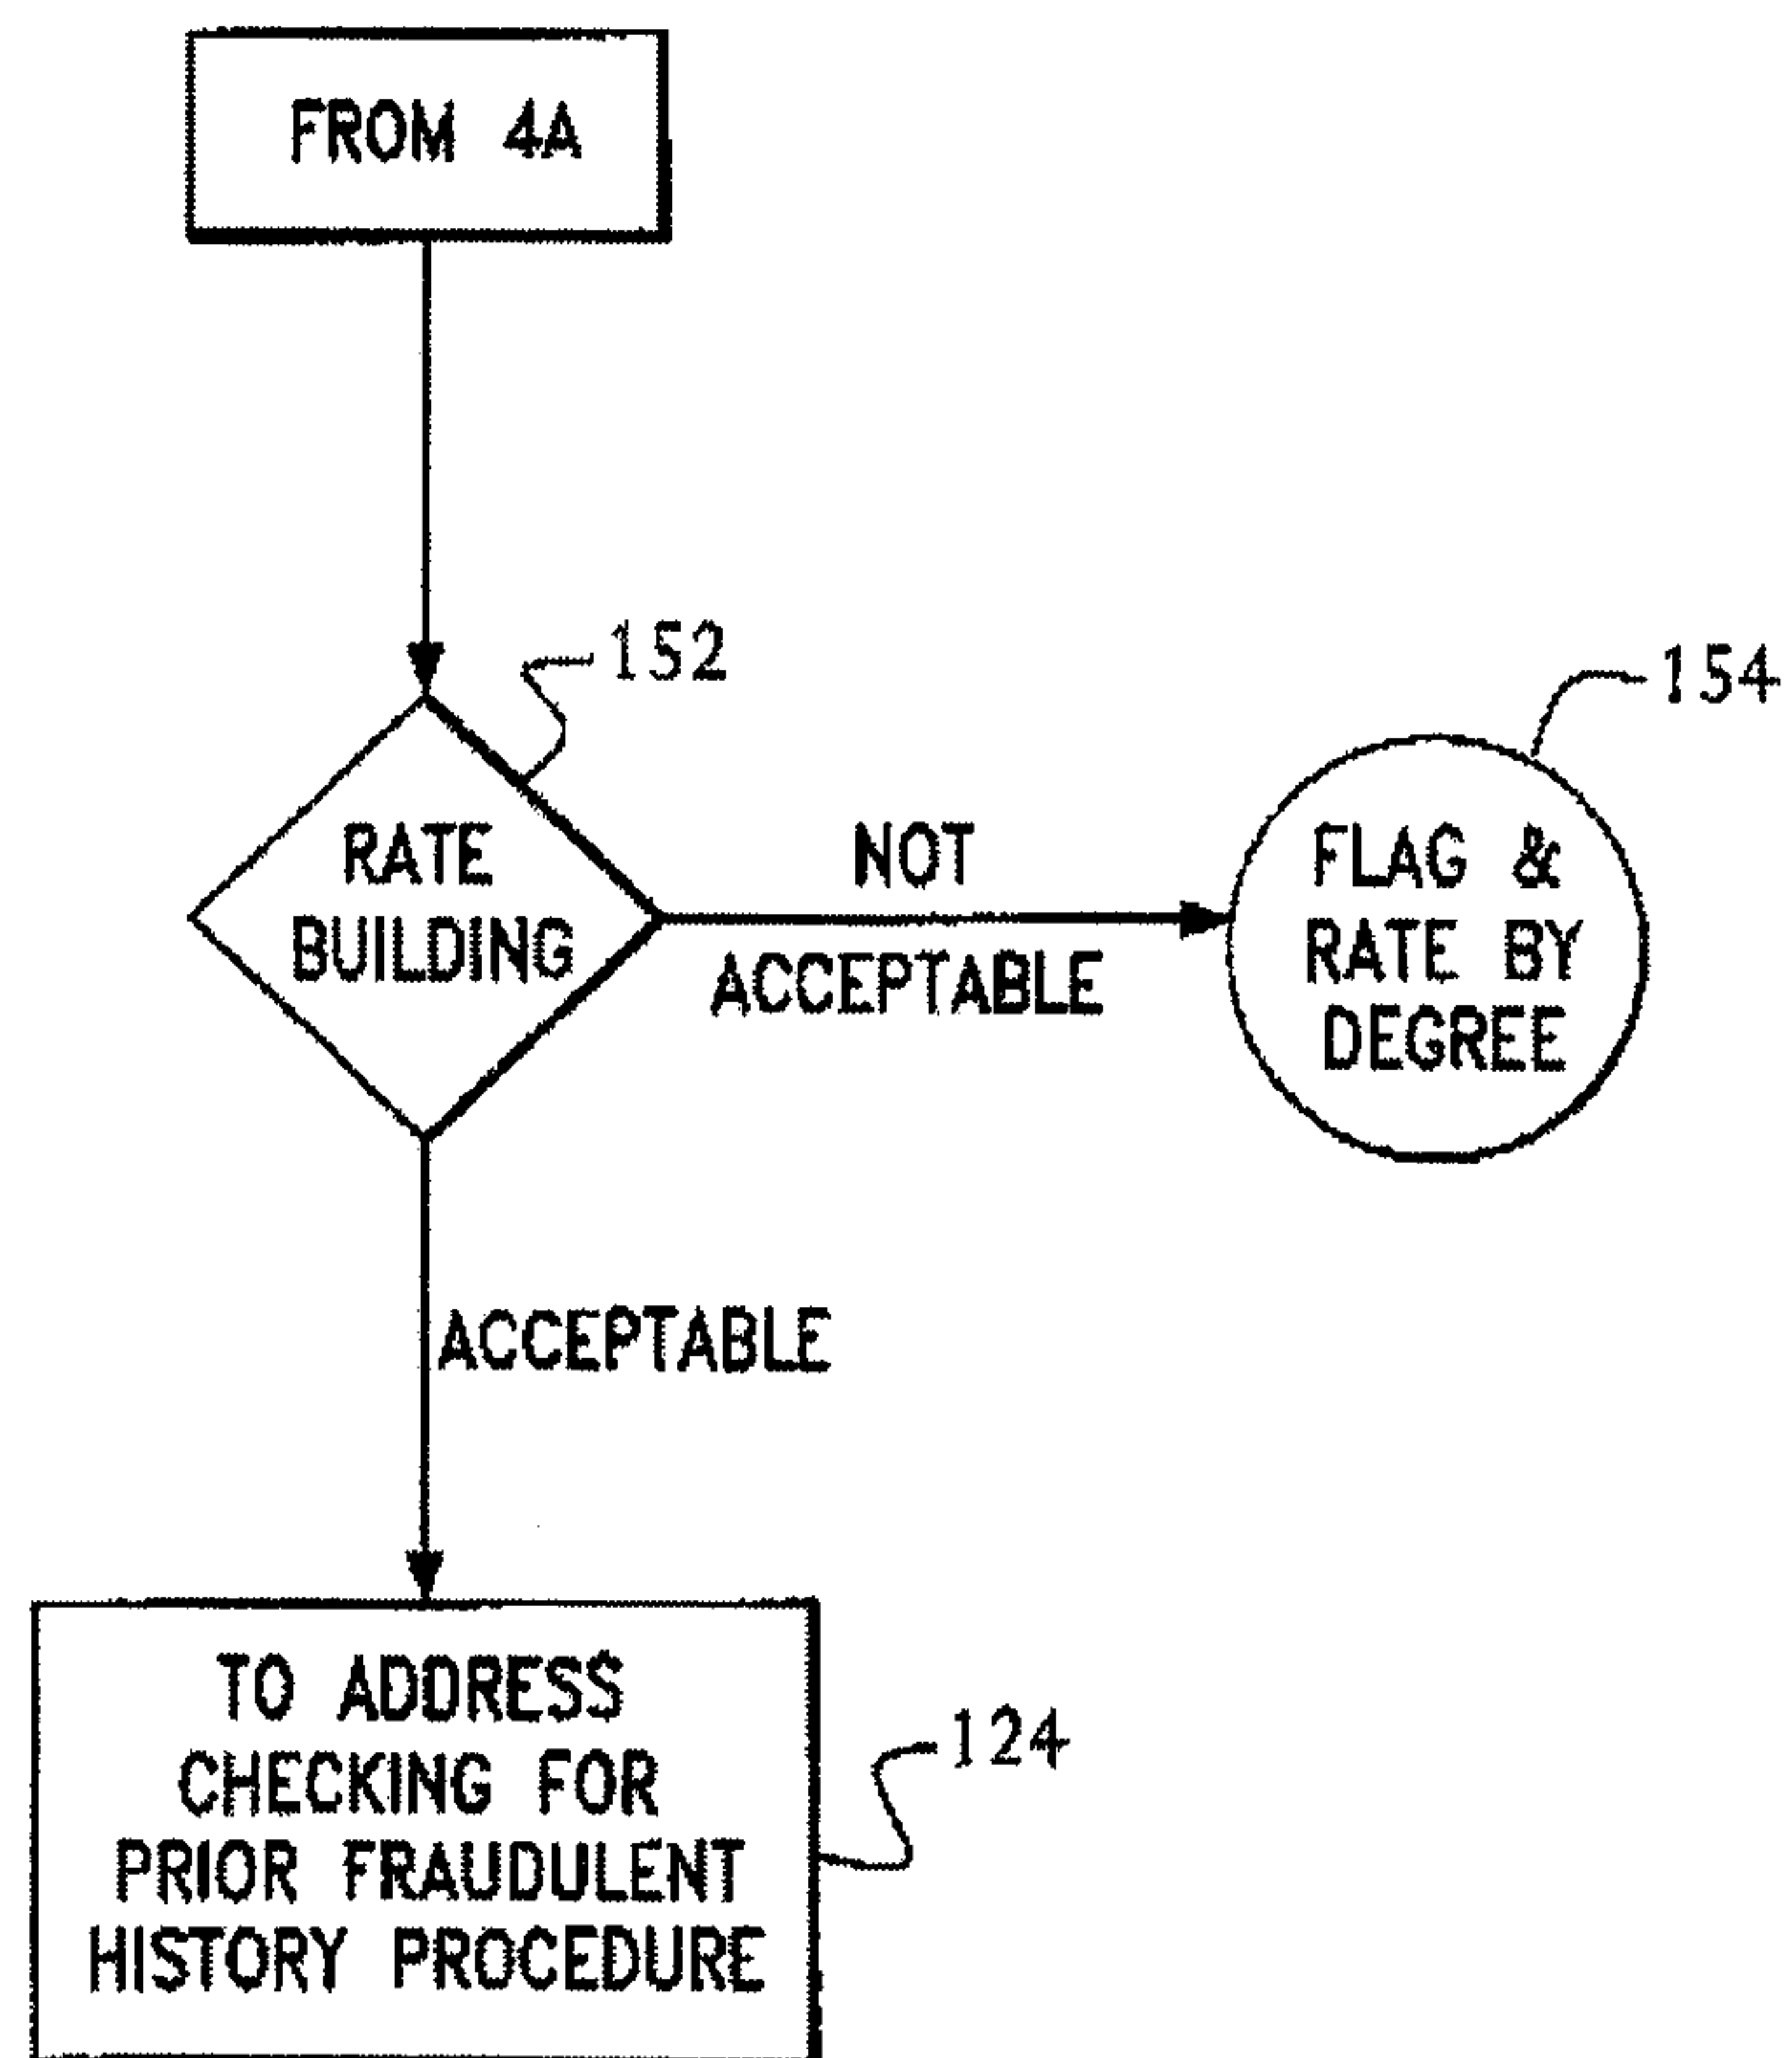 FROM 4A
152
154
RATE
BUILDING
NOT
ACCEPTABLE
FLAG &
RATE BY
DEGREE
ACCEPTABLE
TO ADDRESS
CHECKING FOR
PRIOR FRAUDULENT
HISTORY PROCEDURE
124